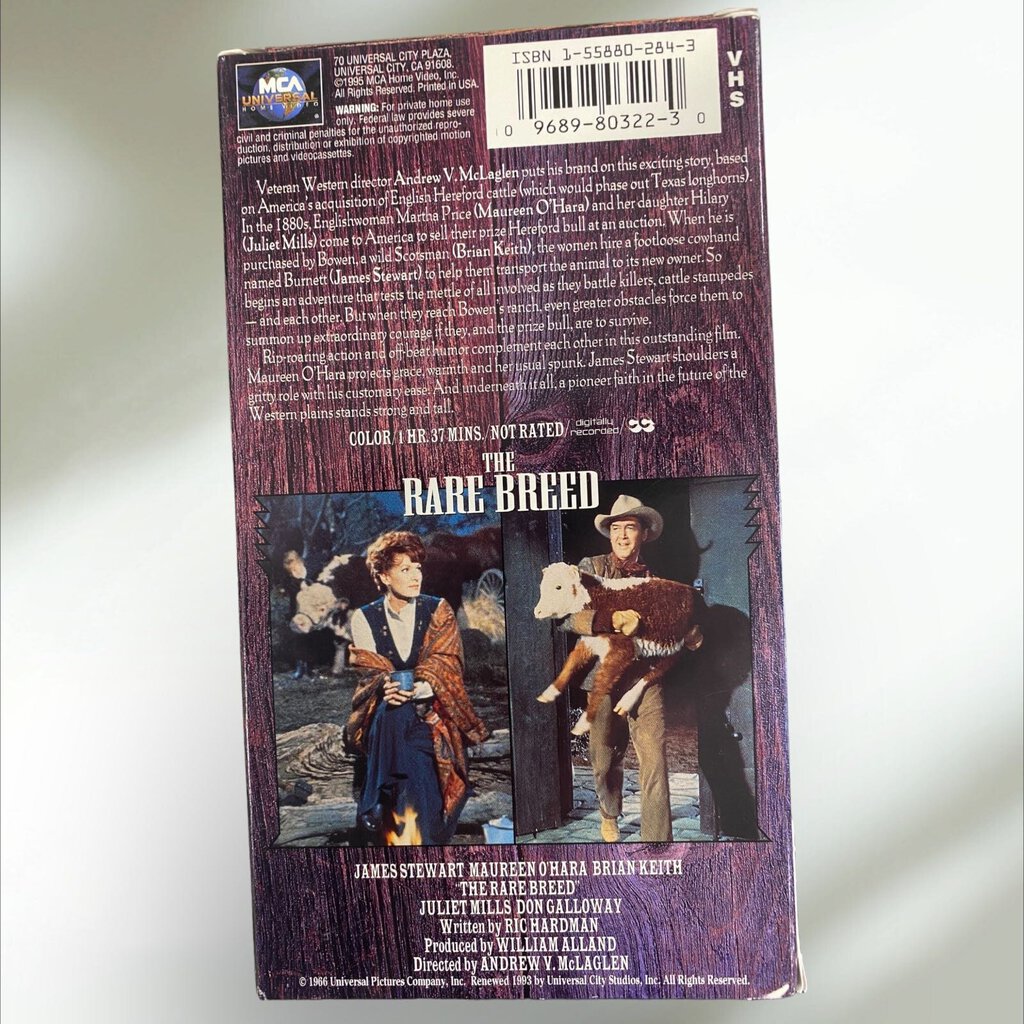 MCA
UNIVERSAL
HOME VIDEO
70 UNIVERSAL CITY PLAZA,
UNIVERSAL CITY, CA 91608.
©1995 MCA Home Video, Inc.
All Rights Reserved. Printed in USA.
WARNING: For private home use
only. Federal law provides severe
civil and criminal penalties for the unauthorized repro-
duction, distribution or exhibition of copyrighted motion
pictures and videocassettes.
ISBN 1-55880-284-3
0 9689-80322-3 0
VHS
Veteran Western director Andrew V. McLaglen puts his brand on this exciting story, based
on America's acquisition of English Hereford cattle (which would phase out Texas longhorns).
In the 1880s, Englishwoman Martha Price (Maureen O'Hara) and her daughter Hilary
(Juliet Mills) come to America to sell their prize Hereford bull at an auction. When he is
purchased by Bowen, a wild Scotsman (Brian Keith), the women hire a footloose cowhand
named Burnett (James Stewart) to help them transport the animal to its new owner. So
begins an adventure that tests the mettle of all involved as they battle killers, cattle stampedes
— and each other. But when they reach Bowen's ranch, even greater obstacles force them to
summon up extraordinary courage if they, and the prize bull, are to survive.
Rip-roaring action and off-beat humor complement each other in this outstanding film.
Maureen O'Hara projects grace, warmth and her usual spunk. James Stewart shoulders a
gritty role with his customary ease. And underneath it all, a pioneer faith in the future of the
Western plains stands strong and tall.
COLOR/1 HR. 37 MINS./NOT RATED/digitally recorded/
THE
RARE BREED
JAMES STEWART MAUREEN O'HARA BRIAN KEITH
"THE RARE BREED"
JULIET MILLS DON GALLOWAY
Written by RIC HARDMAN
Produced by WILLIAM ALLAND
Directed by ANDREW V. McLAGLEN
© 1966 Universal Pictures Company, Inc. Renewed 1993 by Universal City Studios, Inc. All Rights Reserved.